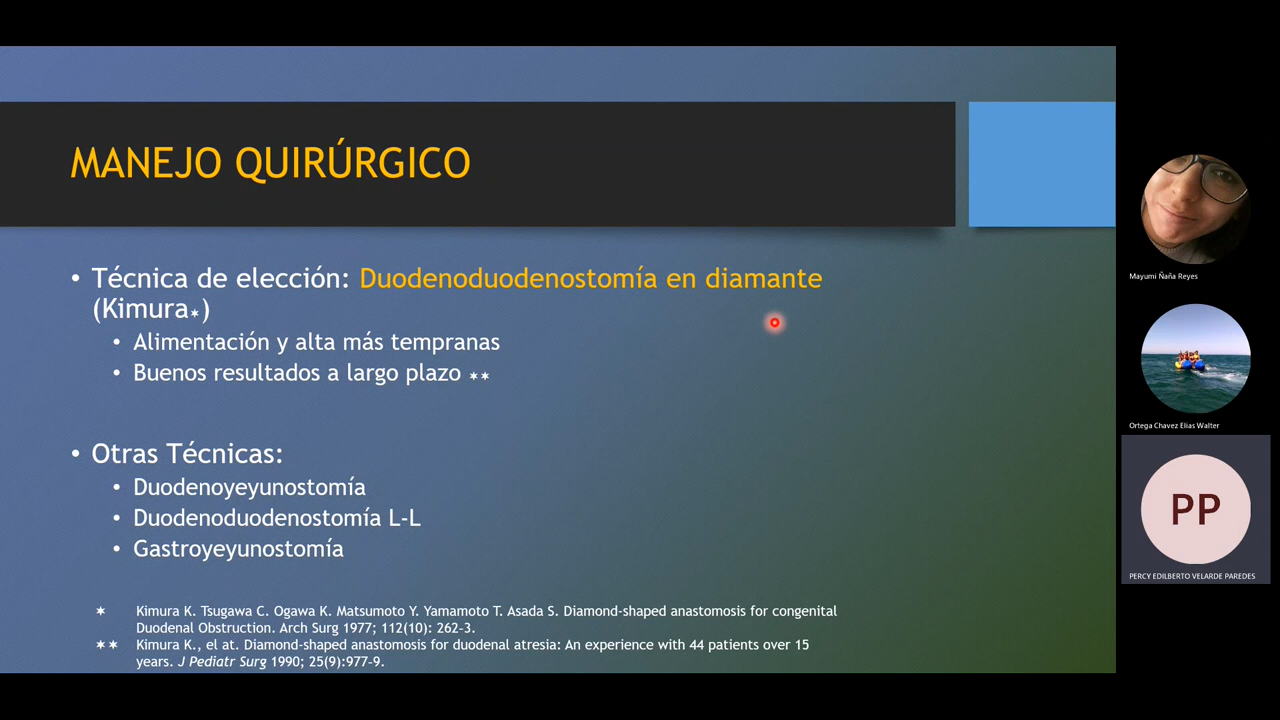 MANEJO QUIRÚRGICO
• Técnica de elección: Duodenoduodenostomía en diamante
(Kimura*)
• Alimentación y alta más tempranas
• Buenos resultados a largo plazo **
• Otras Técnicas:
• Duodenoyeyunostomía
• Duodenoduodenostomía L-L
• Gastroyeyunostomía
* Kimura K. Tsugawa C. Ogawa K. Matsumoto Y. Yamamoto T. Asada S. Diamond-shaped anastomosis for congenital
Duodenal Obstruction. Arch Surg 1977; 112(10): 262-3.
** Kimura K., el at. Diamond-shaped anastomosis for duodenal atresia: An experience with 44 patients over 15
years. J Pediatr Surg 1990; 25(9):977-9.
Mayumi Ñaña Reyes
Ortega Chavez Elias Walter
PP
PERCY EDILBERTO VELARDE PAREDES